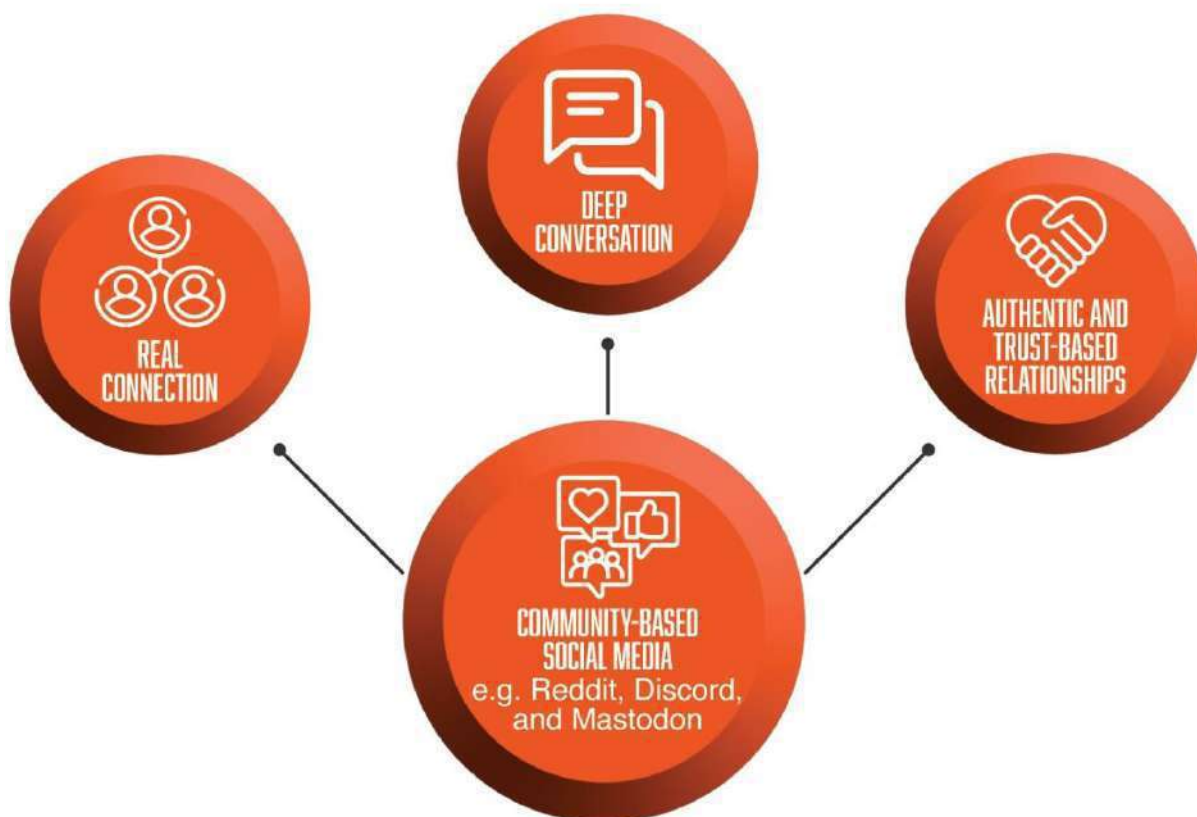 DEEP
CONVERSATION
REAL
CONNECTION
AUTHENTIC AND
TRUST-BASED
RELATIONSHIPS
COMMUNITY-BASED
SOCIAL MEDIA
e.g. Reddit, Discord,
and Mastodon